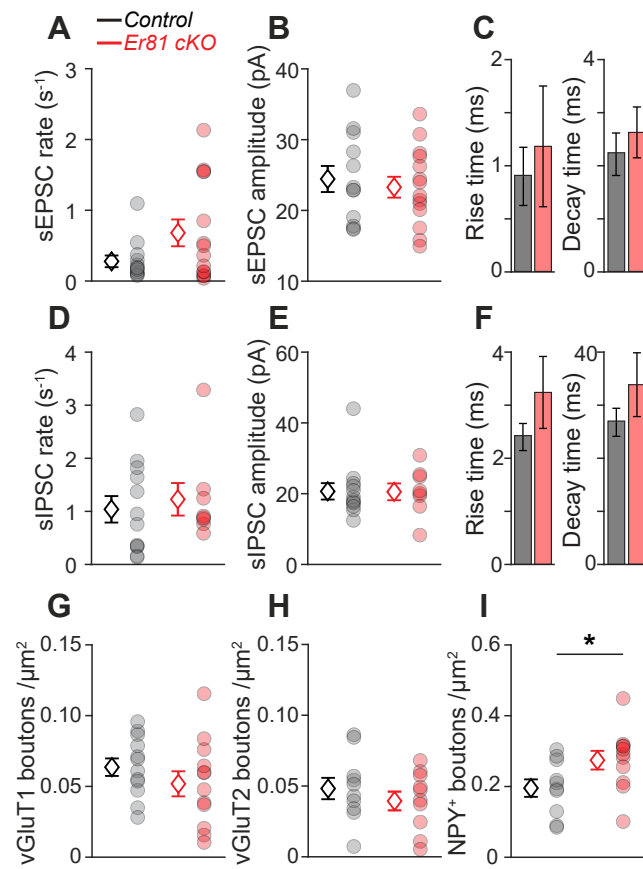 A
Control
Er81 cKO
B
C
sEPSC rate (s⁻¹)
3
2
1
0
sEPSC amplitude (pA)
40
30
20
10
Rise time (ms)
2
1
0
Decay time (ms)
4
0
D
E
F
sIPSC rate (s⁻¹)
4
3
2
1
0
sIPSC amplitude (pA)
60
40
20
0
Rise time (ms)
4
2
0
Decay time (ms)
40
0
G
H
I
vGluT1 boutons /µm²
0.15
0.10
0.05
0
vGluT2 boutons /µm²
0.15
0.10
0.05
0
NPY⁺ boutons /µm²
0.6
0.4
0.2
0
*